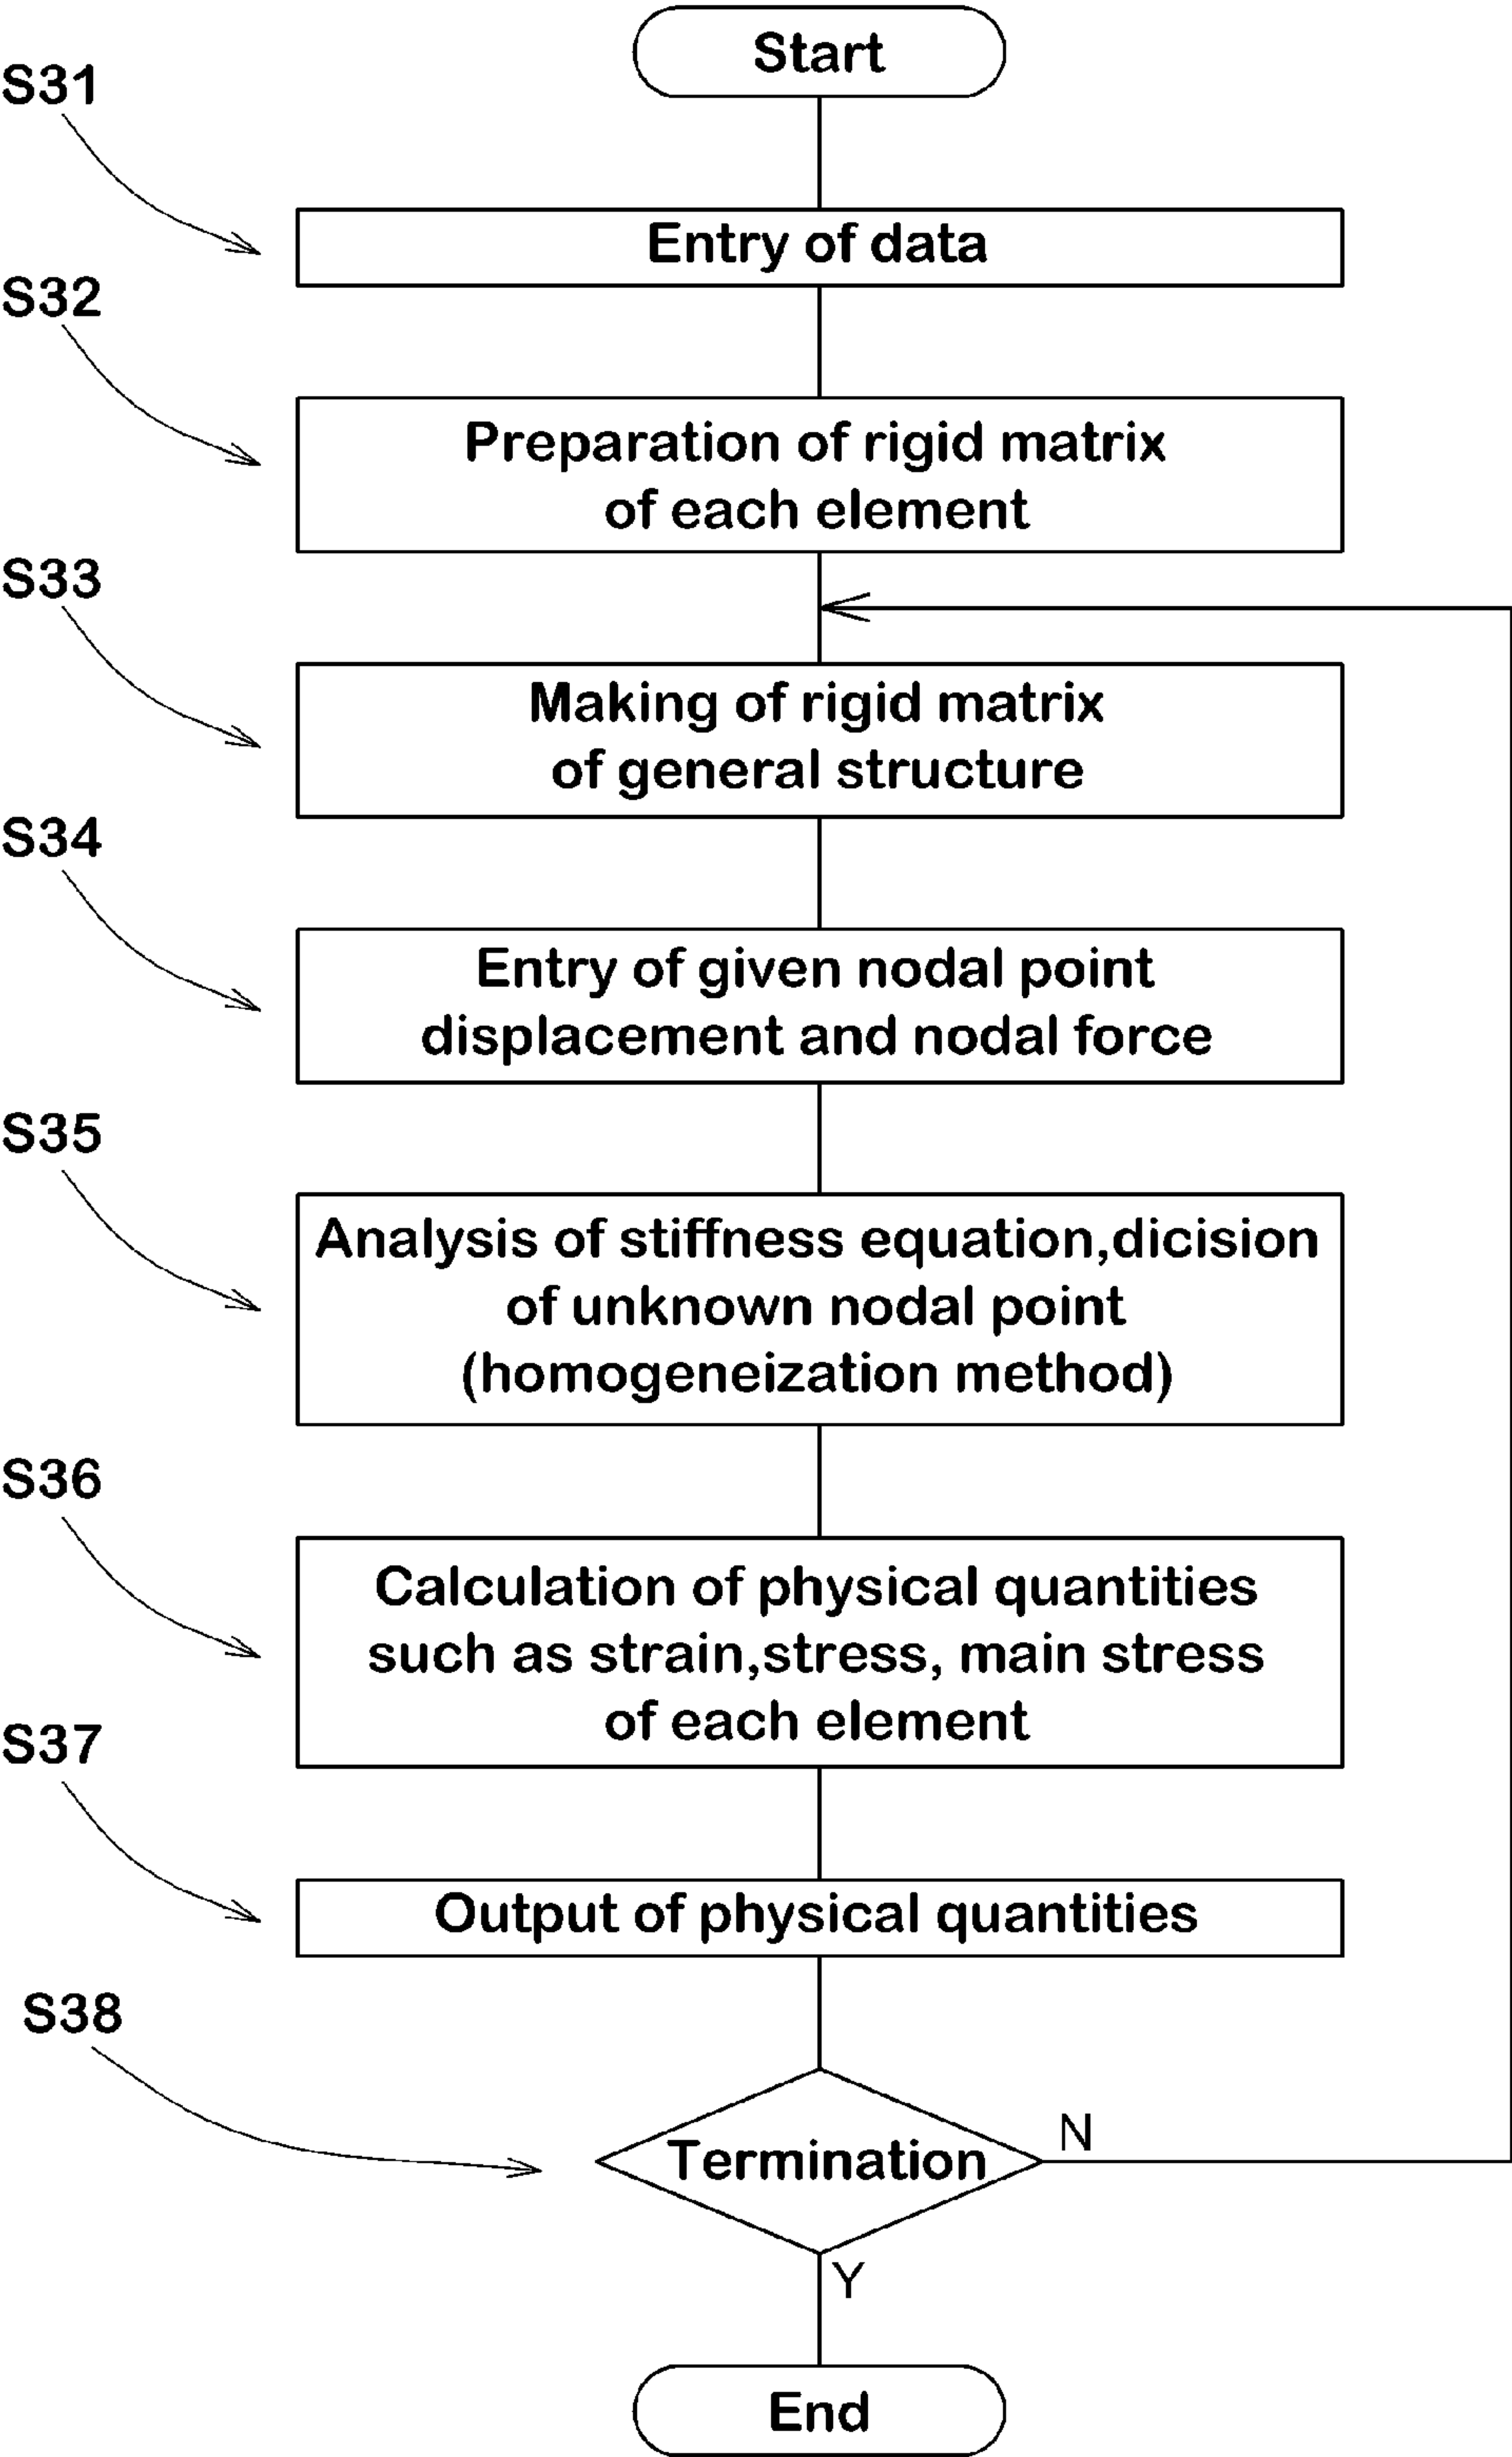 Start
S31
Entry of data
S32
Preparation of rigid matrix
of each element
S33
Making of rigid matrix
of general structure
S34
Entry of given nodal point
displacement and nodal force
S35
Analysis of stiffness equation,dicision
of unknown nodal point
(homogeneization method)
S36
Calculation of physical quantities
such as strain,stress, main stress
of each element
S37
Output of physical quantities
S38
Termination
N
Y
End